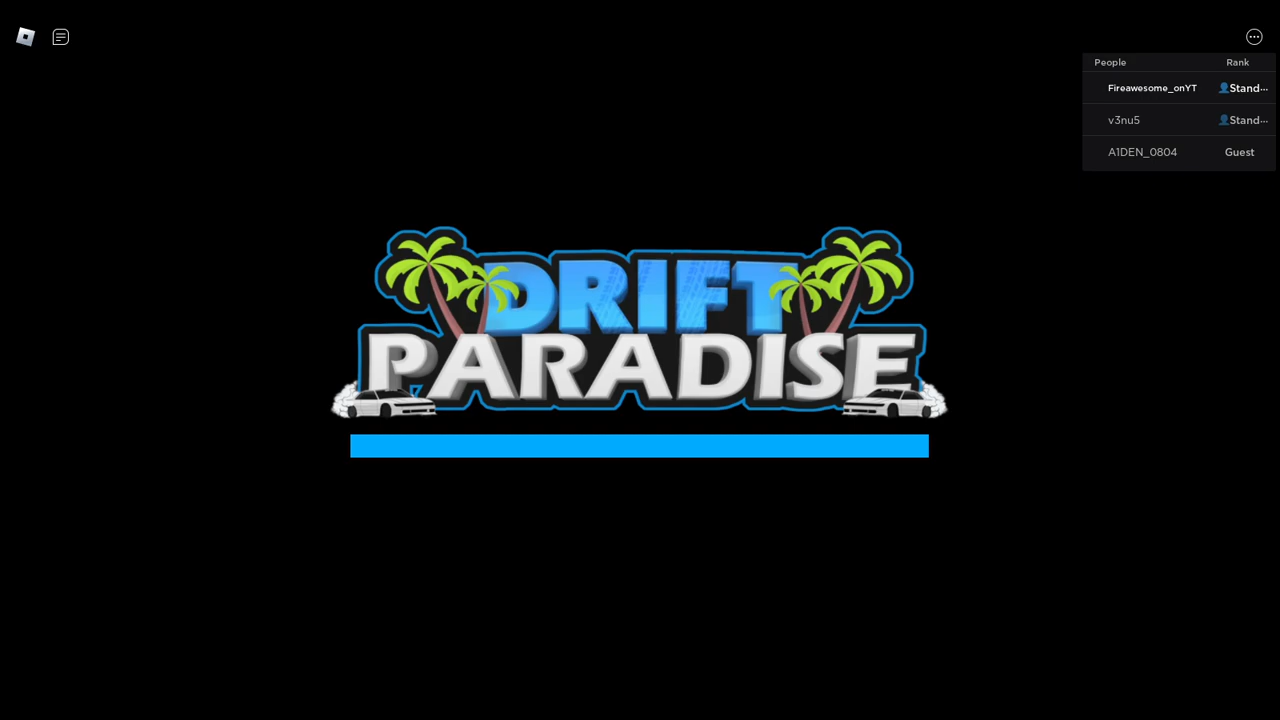 People Rank
Fireawesome_onYT 👤Stand...
v3nu5 👤Stand...
A1DEN_0804 Guest
DRIFT
PARADISE